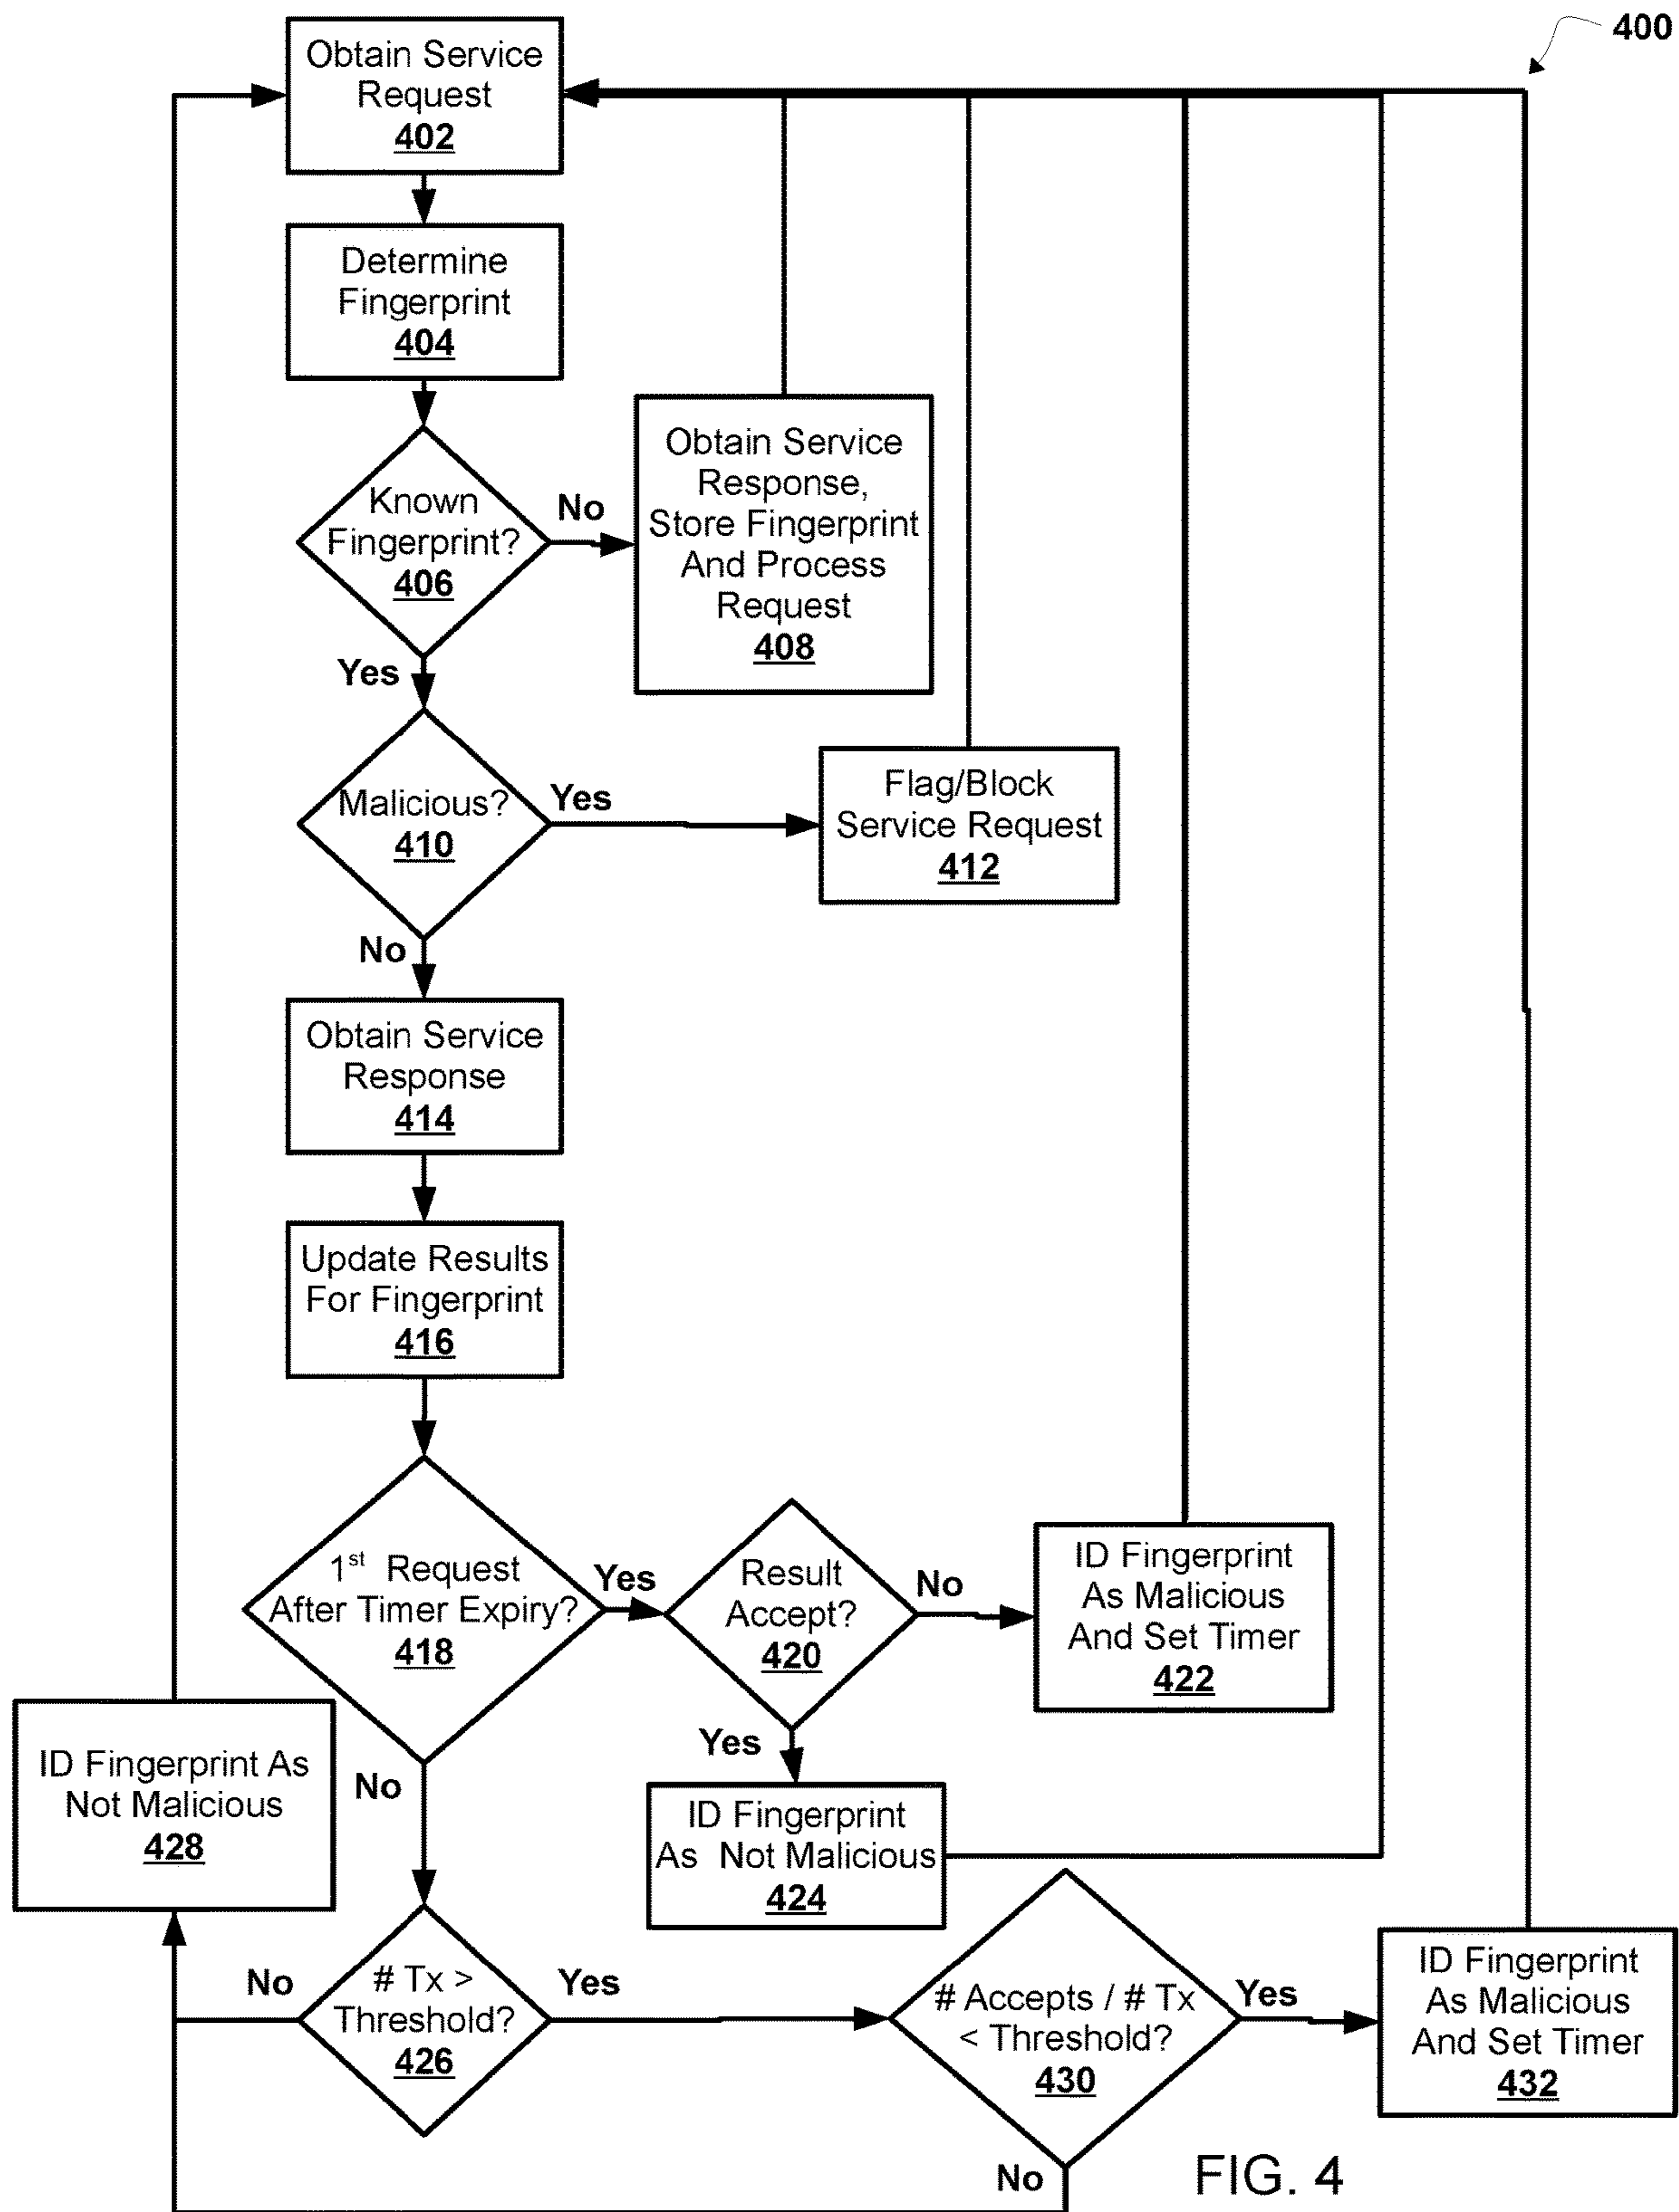 400
Obtain Service
Request
402
Determine
Fingerprint
404
Known
Fingerprint?
406
No
Obtain Service
Response,
Store Fingerprint
And Process
Request
408
Yes
Malicious?
410
Yes
Flag/Block
Service Request
412
No
Obtain Service
Response
414
Update Results
For Fingerprint
416
1st Request
After Timer Expiry?
418
Yes
Result
Accept?
420
No
ID Fingerprint
As Malicious
And Set Timer
422
Yes
ID Fingerprint
As Not Malicious
424
No
ID Fingerprint As
Not Malicious
428
No
# Tx >
Threshold?
426
Yes
# Accepts / # Tx
< Threshold?
430
Yes
ID Fingerprint
As Malicious
And Set Timer
432
No
FIG. 4